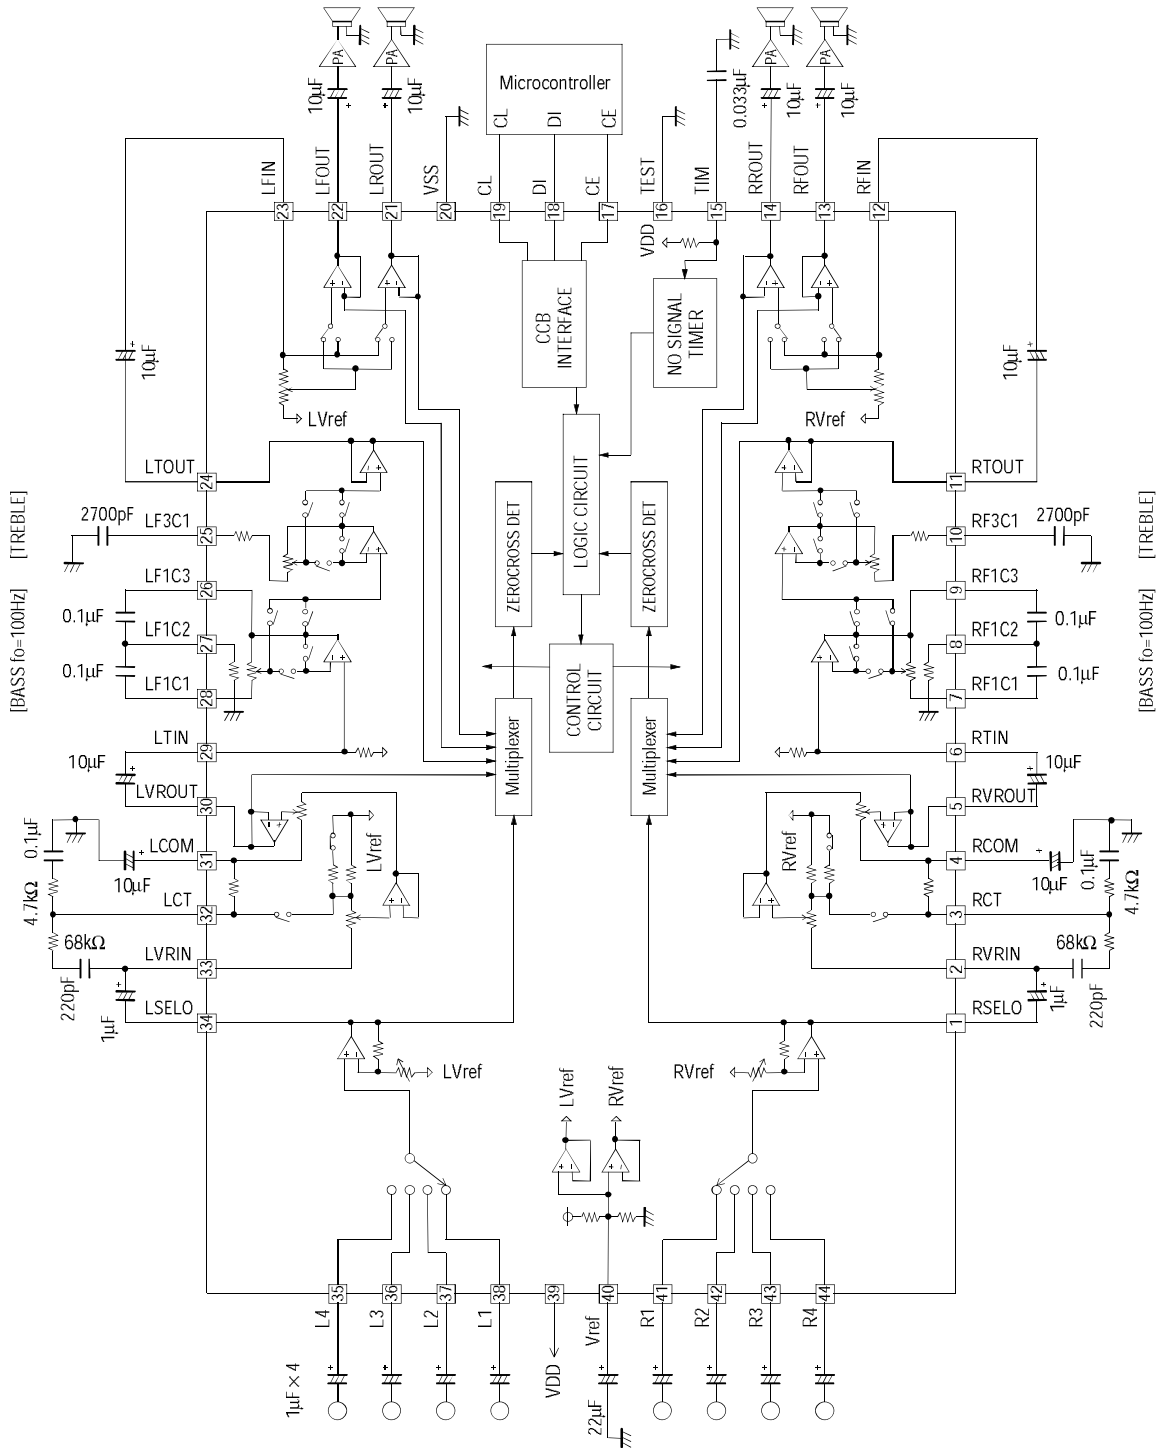 PA
PA
PA
PA
10µF
10µF
0.033µF
10µF
10µF
Microcontroller
CL
DI
CE
LFIN
LFOUT
LROUT
VSS
CL
DI
CE
TEST
TIM
RROUT
RFOUT
RFIN
23
22
21
20
19
18
17
16
15
14
13
12
VDD
CCB
INTERFACE
NO SIGNAL
TIMER
10µF
10µF
LVref
RVref
LTOUT
24
11
RTOUT
[TREBLE]
2700pF
LF3C1
25
ZEROCROSS DET
LOGIC CIRCUIT
ZEROCROSS DET
10
RF3C1
2700pF
[TREBLE]
[BASS fo=100Hz]
LF1C3
26
9
RF1C3
[BASS fo=100Hz]
0.1µF
0.1µF
LF1C2
27
8
RF1C2
0.1µF
0.1µF
LF1C1
28
7
RF1C1
CONTROL
CIRCUIT
LTIN
29
6
RTIN
10µF
Multiplexer
Multiplexer
10µF
LVROUT
30
5
RVROUT
0.1µF
LCOM
31
LVref
RVref
4
RCOM
0.1µF
10µF
10µF
4.7kΩ
LCT
32
3
RCT
4.7kΩ
68kΩ
LVRIN
33
2
RVRIN
68kΩ
220pF
1µF
LSELO
34
1
RSELO
1µF
220pF
LVref
RVref
LVref
RVref
35
36
37
38
39
40
41
42
43
44
L4
L3
L2
L1
VDD
Vref
R1
R2
R3
R4
1µF × 4
22µF